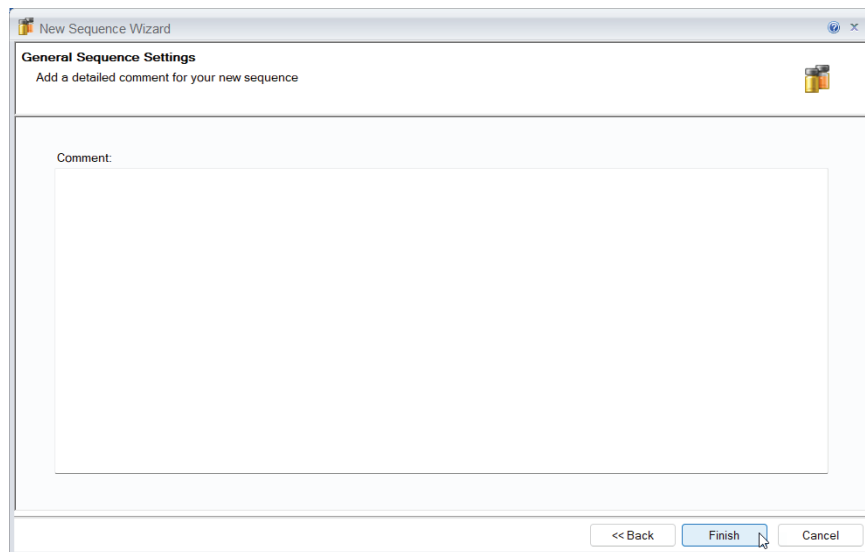 New Sequence Wizard
General Sequence Settings
Add a detailed comment for your new sequence
Comment:
<< Back Finish Cancel